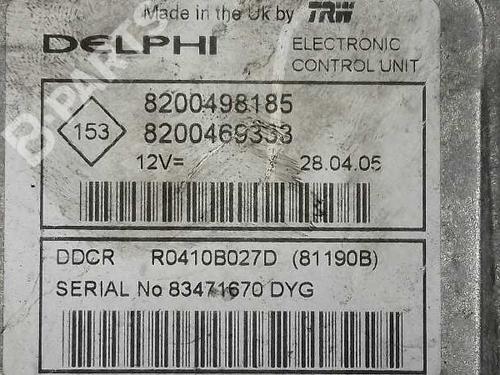 Made in the Uk by TRW
DELPHI
ELECTRONIC
CONTROL UNIT
153
8200498185
8200469333
12V=
28.04.05
DDCR R0410B027D (81190B)
SERIAL No 83471670 DYG
B-PARTS